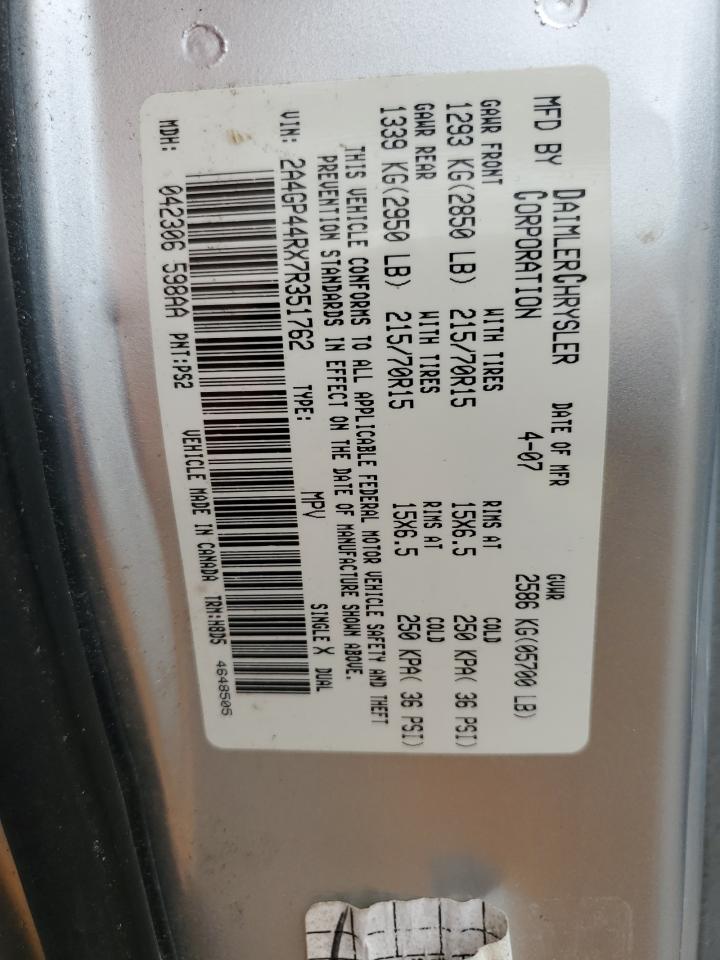 MFD BY DAIMLERCHRYSLER CORPORATION DATE OF MFR 4-07 GVWR 2586 KG(05700 LB)
GAWR FRONT WITH TIRES RIMS AT COLD
1293 KG(2850 LB) 215/70R15 15X6.5 250 KPA( 36 PSI)
GAWR REAR WITH TIRES RIMS AT COLD
1339 KG(2950 LB) 215/70R15 15X6.5 250 KPA( 36 PSI)
THIS VEHICLE CONFORMS TO ALL APPLICABLE FEDERAL MOTOR VEHICLE SAFETY AND THEFT
PREVENTION STANDARDS IN EFFECT ON THE DATE OF MANUFACTURE SHOWN ABOVE.
VIN: 2A4GP44RX7R351762 TYPE: MPV SINGLE X DUAL
MDH: 042306 598AA PNT:PS2 VEHICLE MADE IN CANADA TRM:H8D5 4648505